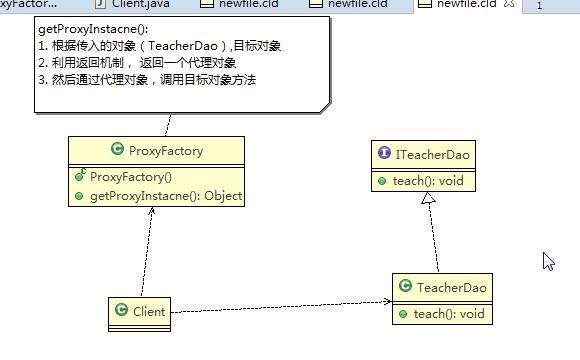 xyFactory...
Client.java
newfile.cld
newfile.cld
newfile.cld
1
getProxyInstacne():
1. 根据传入的对象（TeacherDao）,目标对象
2. 利用返回机制， 返回一个代理对象
3. 然后通过代理对象，调用目标对象方法
ProxyFactory
ProxyFactory()
getProxyInstacne(): Object
ITeacherDao
teach(): void
TeacherDao
teach(): void
Client